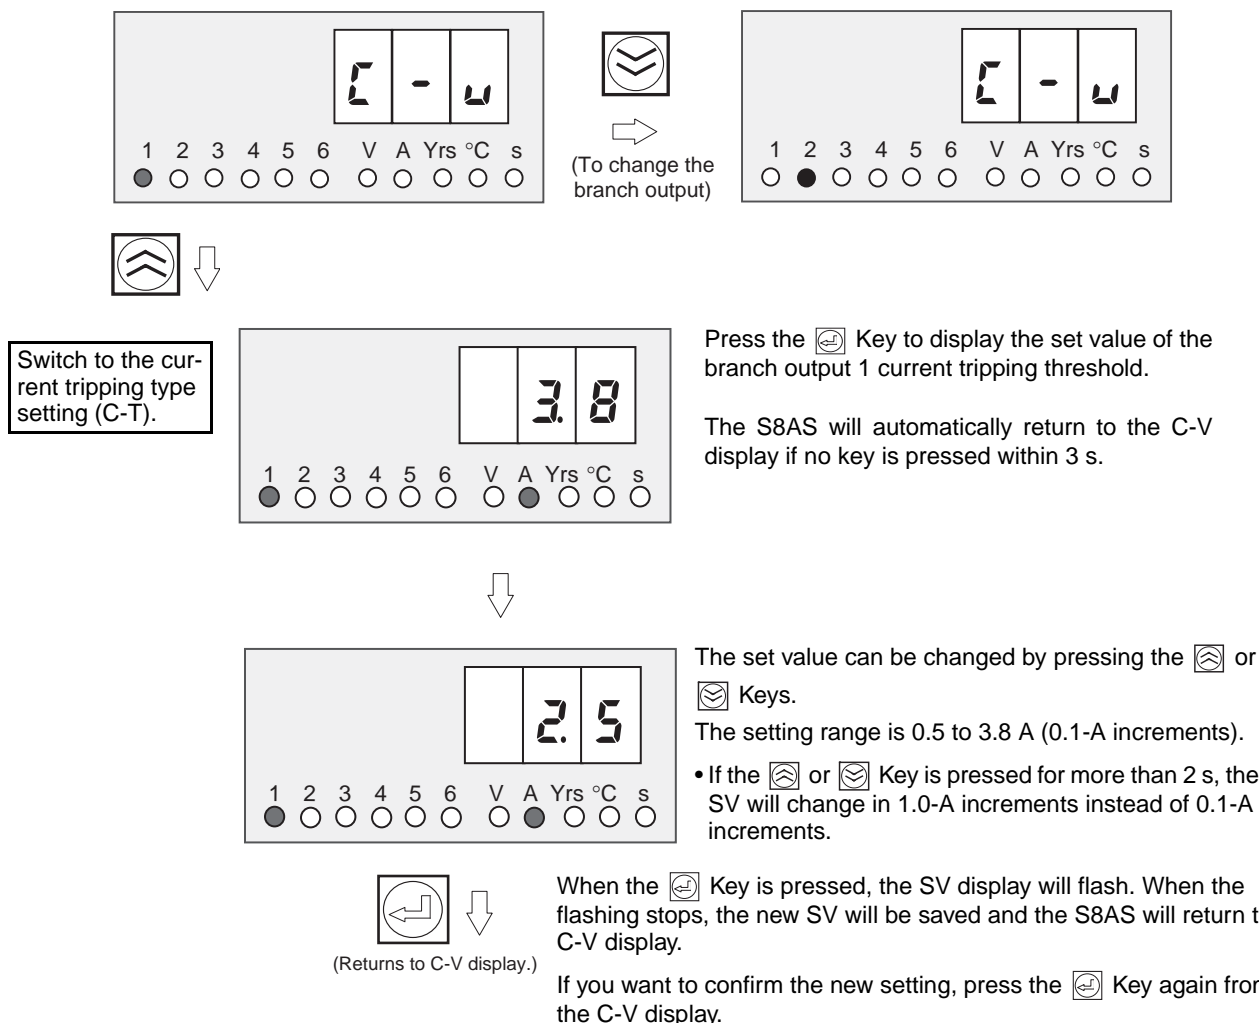 C - u
1 2 3 4 5 6 V A Yrs °C s
(To change the
branch output)
C - u
1 2 3 4 5 6 V A Yrs °C s
Switch to the cur-
rent tripping type
setting (C-T).
3.8
1 2 3 4 5 6 V A Yrs °C s
Press the Key to display the set value of the
branch output 1 current tripping threshold.
The S8AS will automatically return to the C-V
display if no key is pressed within 3 s.
2.5
1 2 3 4 5 6 V A Yrs °C s
The set value can be changed by pressing the or
Keys.
The setting range is 0.5 to 3.8 A (0.1-A increments).
• If the or Key is pressed for more than 2 s, the
SV will change in 1.0-A increments instead of 0.1-A
increments.
(Returns to C-V display.)
When the Key is pressed, the SV display will flash. When the
flashing stops, the new SV will be saved and the S8AS will return t
C-V display.
If you want to confirm the new setting, press the Key again from
the C-V display.